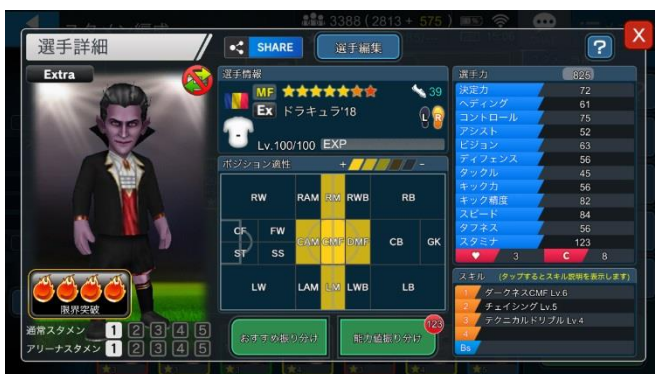 3388 ( 2813 + 575 )
選手詳細
SHARE
選手編集
?
X
Extra
選手情報
MF
39
Ex ドラキュラ'18
L R
Lv.100/100 EXP
ポジション適性
+ -
RW RAM RM RWB RB
CF FW CAM CMF DMF CB GK
ST SS
LW LAM LM LWB LB
限界突破
通常スタメン 1 2 3 4 5
アリーナスタメン 1 2 3 4 5
おすすめ振り分け
能力値振り分け
123
選手力 825
決定力 72
ヘディング 61
コントロール 75
アシスト 52
ビジョン 63
ディフェンス 56
タックル 45
キック力 56
キック精度 82
スピード 84
タフネス 56
スタミナ 123
♥ 3 C 8
スキル (タップするとスキル説明を表示します)
1 ダークネスCMF Lv.6
2 チェイシング Lv.5
3 テクニカルドリブル Lv.4
4
Bs